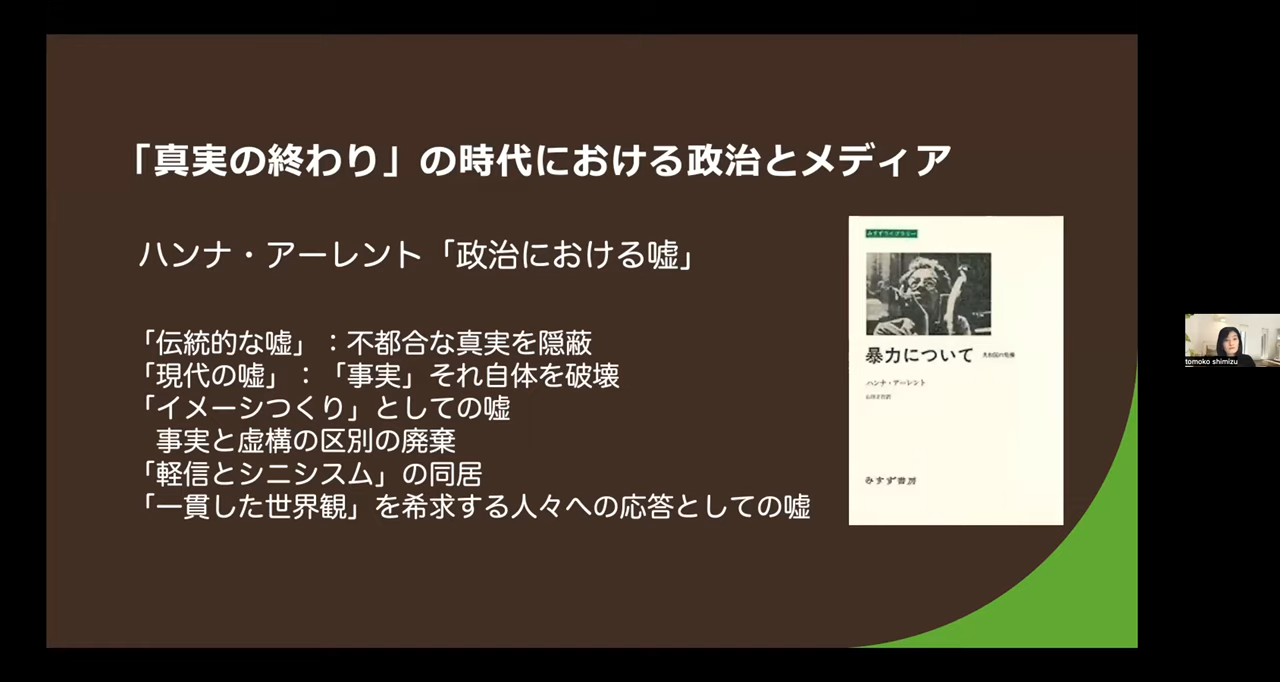 「真実の終わり」の時代における政治とメディア
ハンナ・アーレント「政治における嘘」
「伝統的な嘘」：不都合な真実を隠蔽
「現代の嘘」：「事実」それ自体を破壊
「イメーシつくり」としての嘘
事実と虚構の区別の廃棄
「軽信とシニシスム」の同居
「一貫した世界観」を希求する人々への応答としての嘘
みすずライブラリー
暴力について 共和国の危機
ハンナ・アーレント
山田正行訳
みすず書房
tomoko shimizu